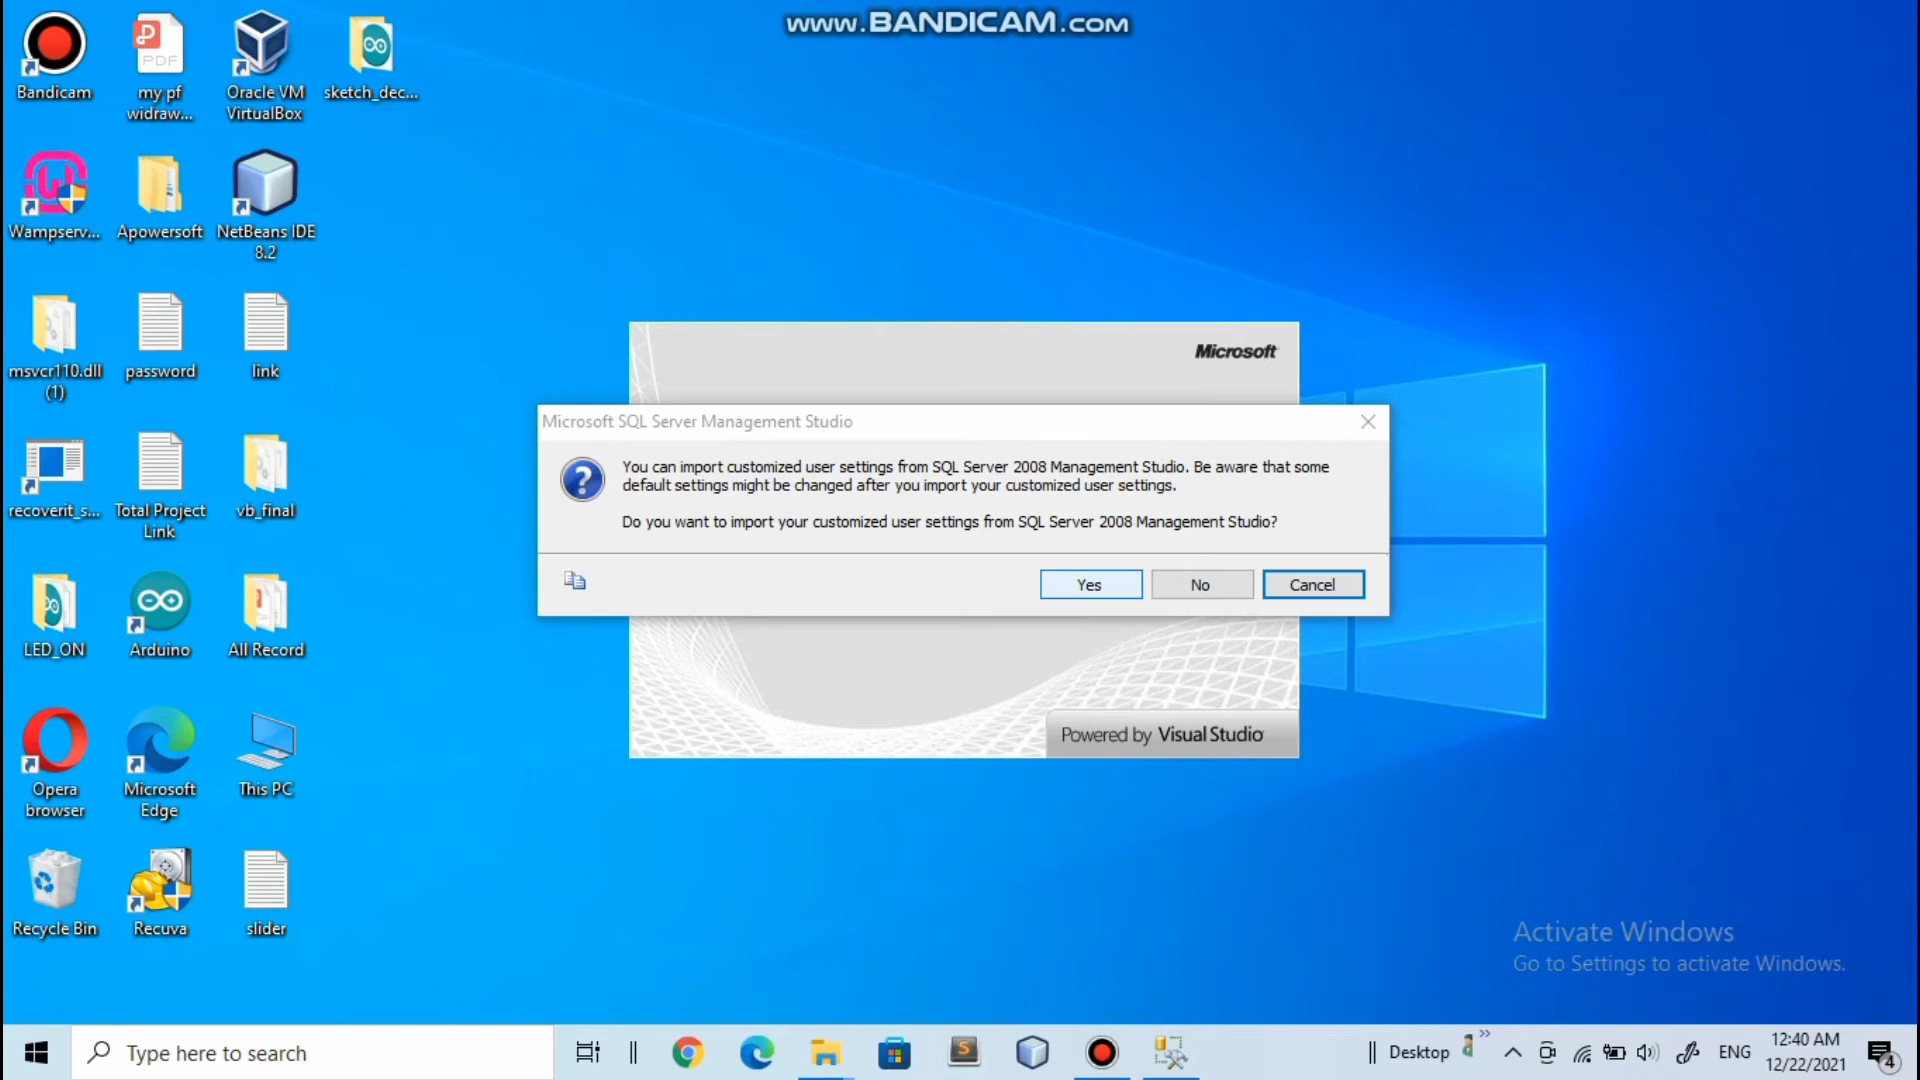 www.BANDICAM.com
Bandicam
my pf
widraw...
Oracle VM
VirtualBox
sketch_dec...
PDF
Wampserv...
Apowersoft
NetBeans IDE
8.2
msvcr110.dll
(1)
password
link
recoverit_s...
Total Project
Link
vb_final
LED_ON
Arduino
All Record
Opera
browser
Microsoft
Edge
This PC
Recycle Bin
Recuva
slider
Microsoft
Microsoft SQL Server Management Studio
You can import customized user settings from SQL Server 2008 Management Studio. Be aware that some
default settings might be changed after you import your customized user settings.
Do you want to import your customized user settings from SQL Server 2008 Management Studio?
Yes
No
Cancel
Powered by Visual Studio
Activate Windows
Go to Settings to activate Windows.
Type here to search
Desktop
ENG
12:40 AM
12/22/2021
4